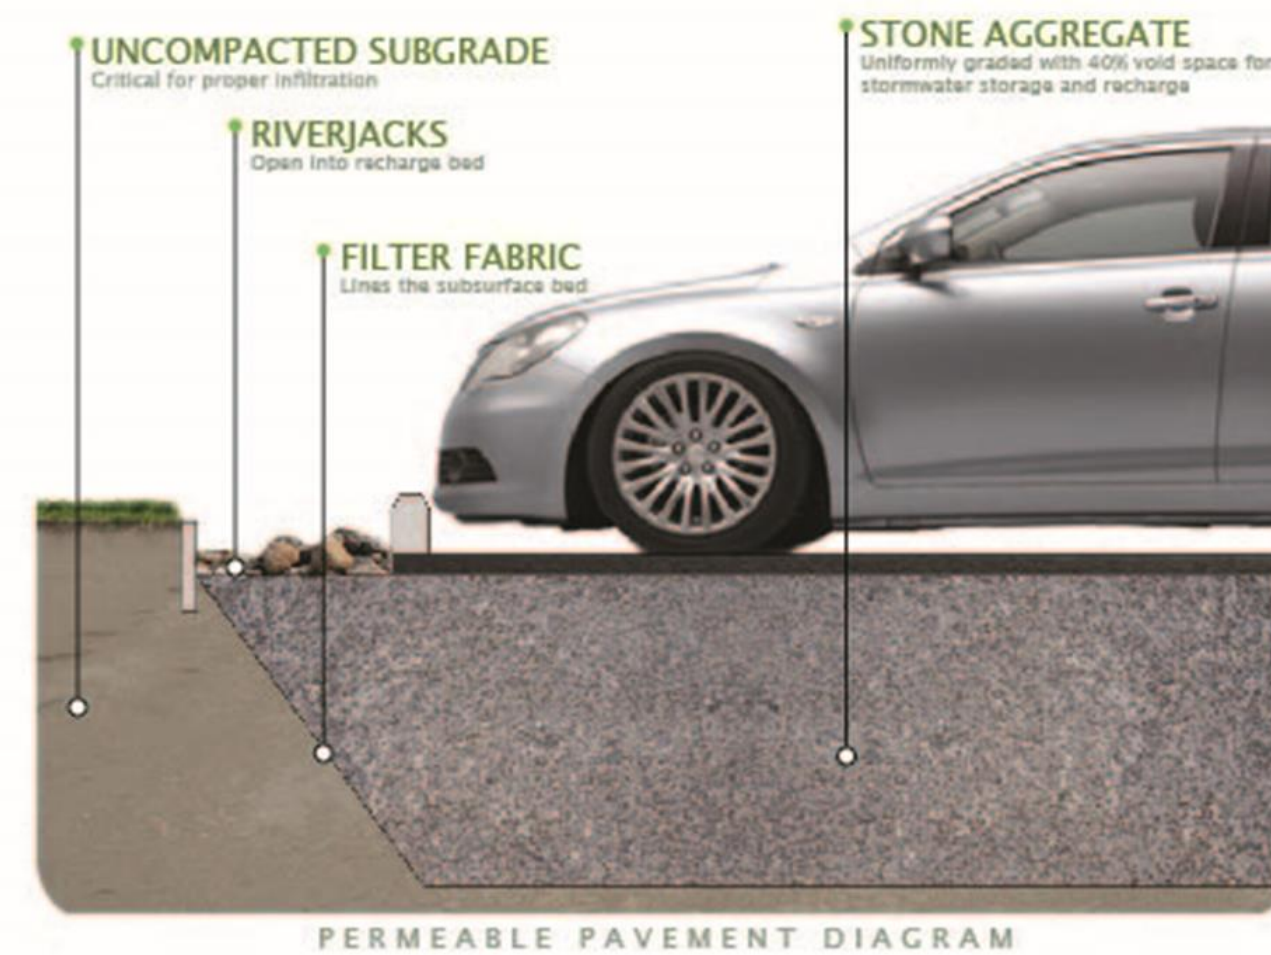 UNCOMPACTED SUBGRADE
Critical for proper infiltration
RIVERJACKS
Open into recharge bed
FILTER FABRIC
Lines the subsurface bed
STONE AGGREGATE
Uniformly graded with 40% void space for
stormwater storage and recharge
PERMEABLE PAVEMENT DIAGRAM